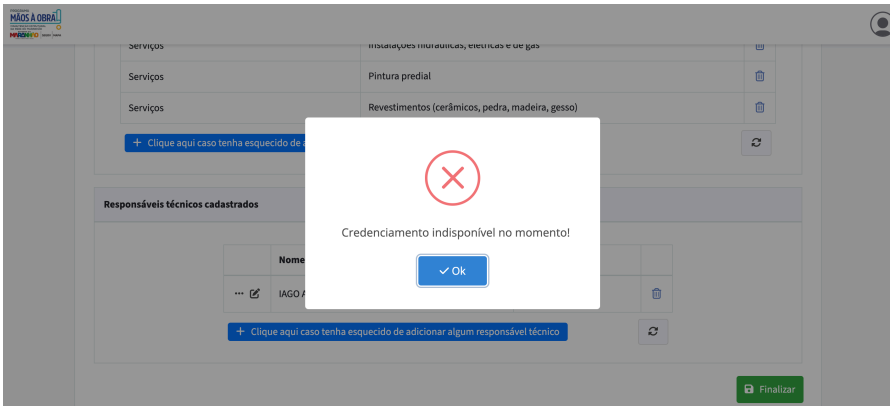 PROGRAMA
MÃOS À OBRA
Serviços
Instalações hidráulicas, elétricas e de gás
Serviços
Pintura predial
Serviços
Revestimentos (cerâmicos, pedra, madeira, gesso)
+ Clique aqui caso tenha esquecido de
Credenciamento indisponível no momento!
Ok
Responsáveis técnicos cadastrados
Nome
IAGO
+ Clique aqui caso tenha esquecido de adicionar algum responsável técnico
Finalizar